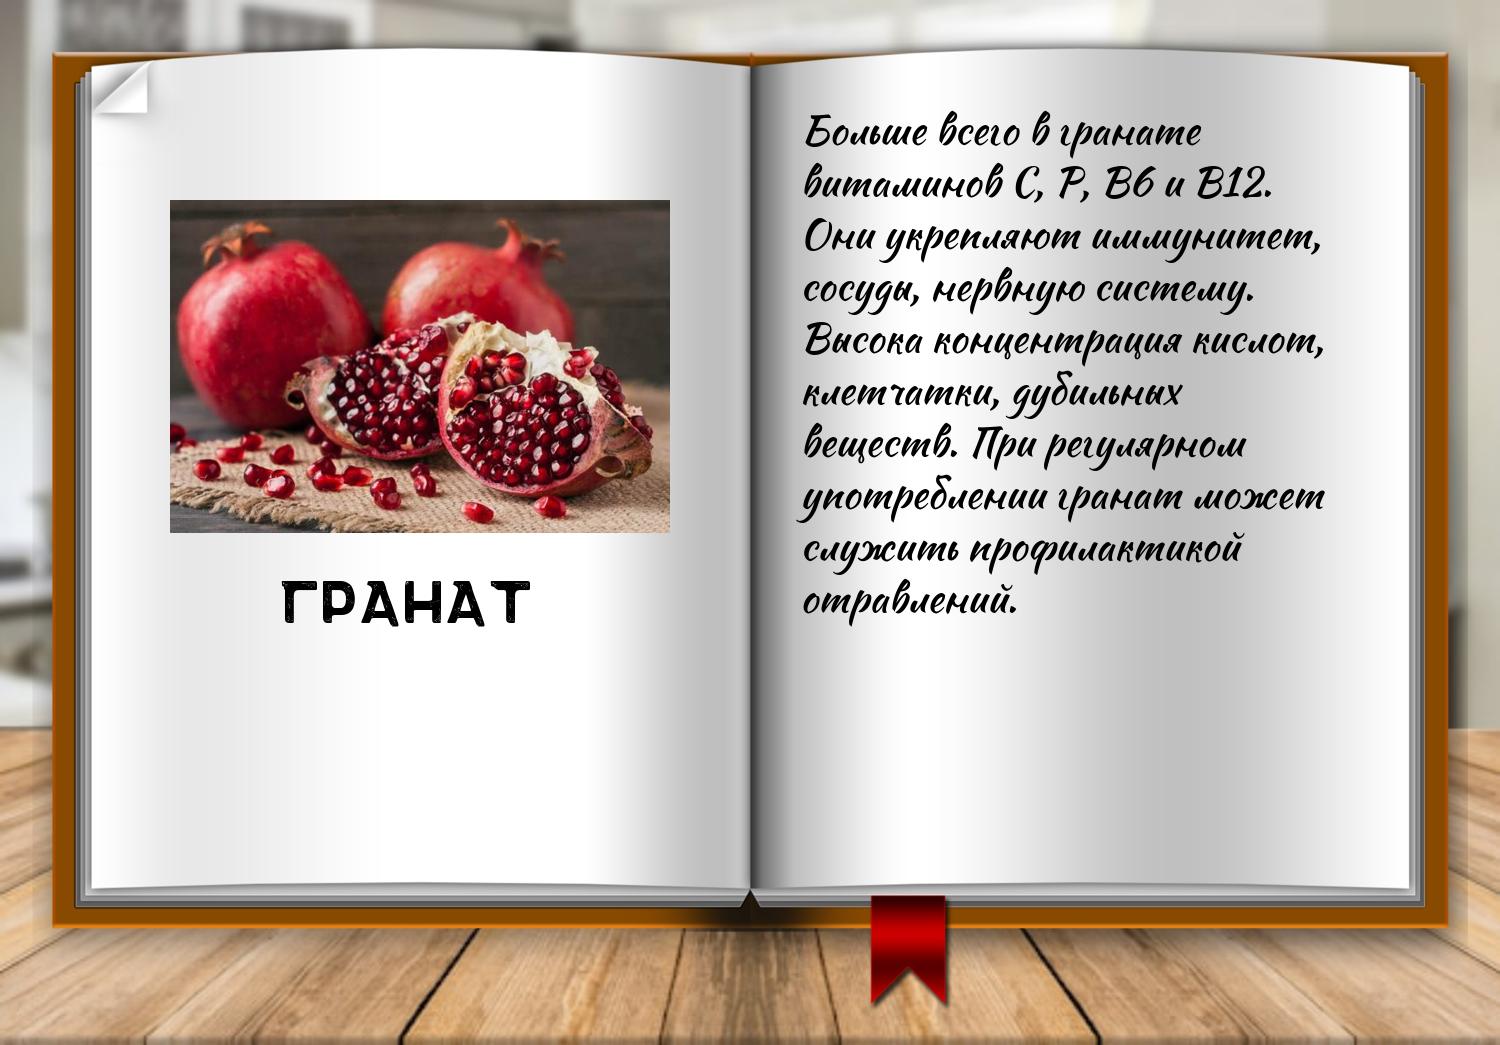 ГРАНАТ
Больше всего в гранате
витаминов С, Р, В6 и В12.
Они укрепляют иммунитет,
сосуды, нервную систему.
Высока концентрация кислот,
клетчатки, дубильных
веществ. При регулярном
употреблении гранат может
служить профилактикой
отравлений.